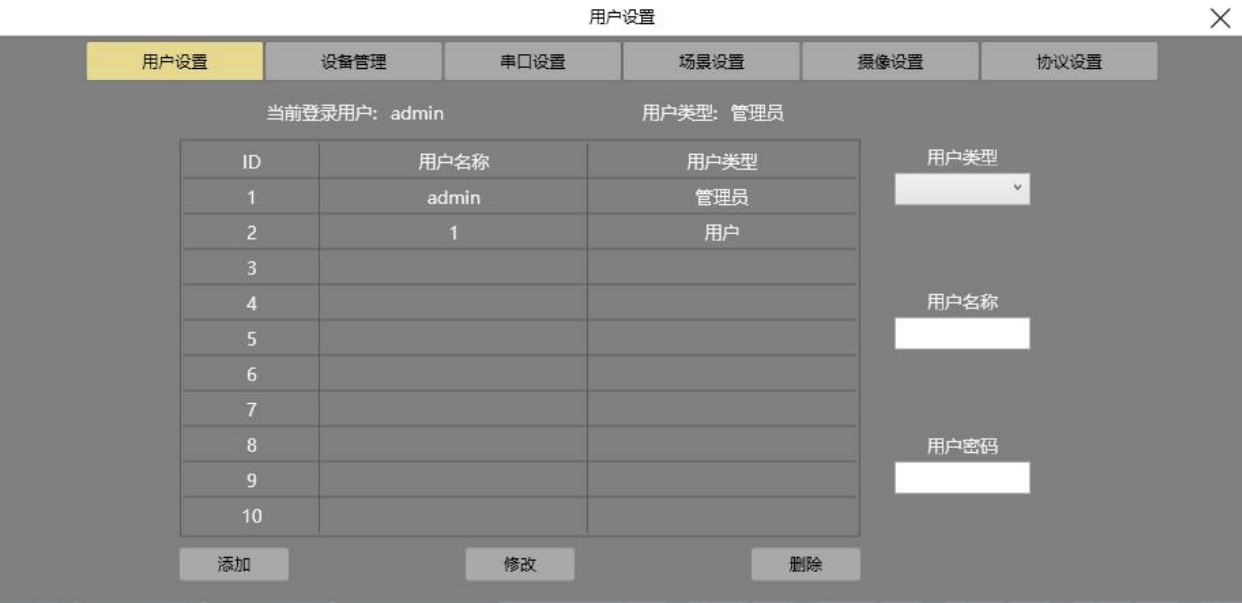 用户设置
用户设置 设备管理 串口设置 场景设置 摄像设置 协议设置
当前登录用户: admin 用户类型: 管理员
ID 用户名称 用户类型
1 admin 管理员
2 1 用户
3
4
5
6
7
8
9
10
用户类型
用户名称
用户密码
添加 修改 删除